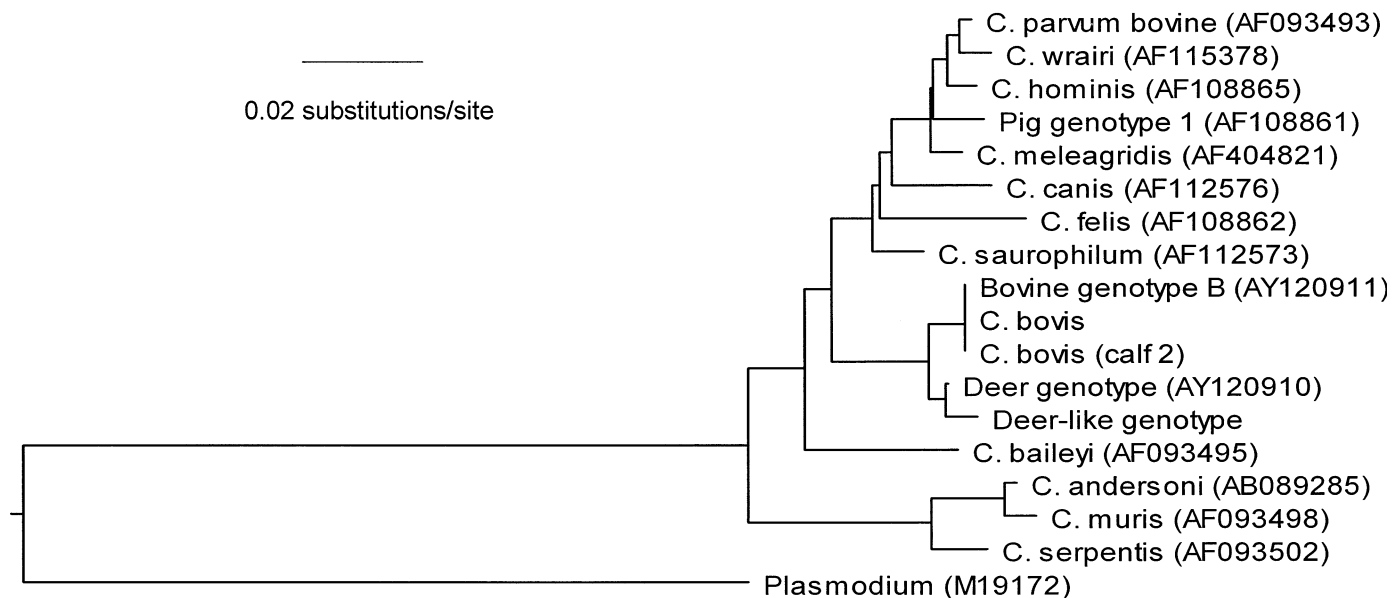 C. parvum bovine (AF093493)
C. wrairi (AF115378)
0.02 substitutions/site
C. hominis (AF108865)
Pig genotype 1 (AF108861)
C. meleagridis (AF404821)
C. canis (AF112576)
C. felis (AF108862)
C. saurophilum (AF112573)
Bovine genotype B (AY120911)
C. bovis
C. bovis (calf 2)
Deer genotype (AY120910)
Deer-like genotype
C. baileyi (AF093495)
C. andersoni (AB089285)
C. muris (AF093498)
C. serpentis (AF093502)
Plasmodium (M19172)